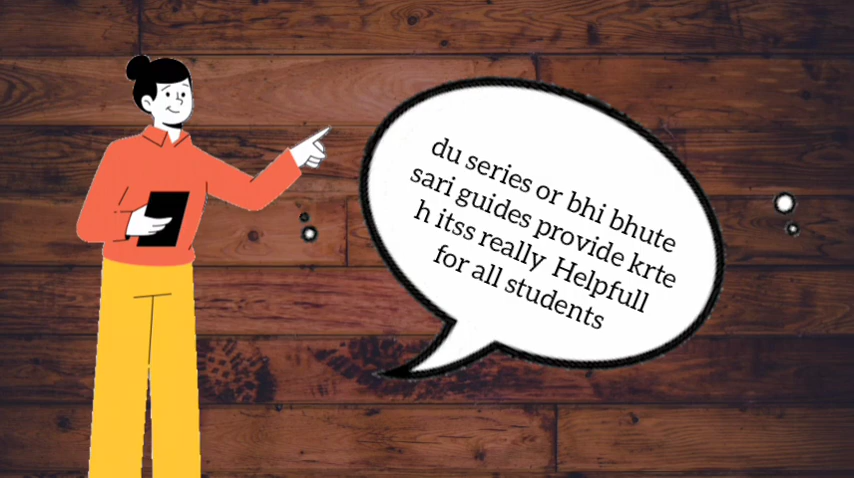 du series or bhi bhute
sari guides provide krte
h itss really Helpfull
for all students